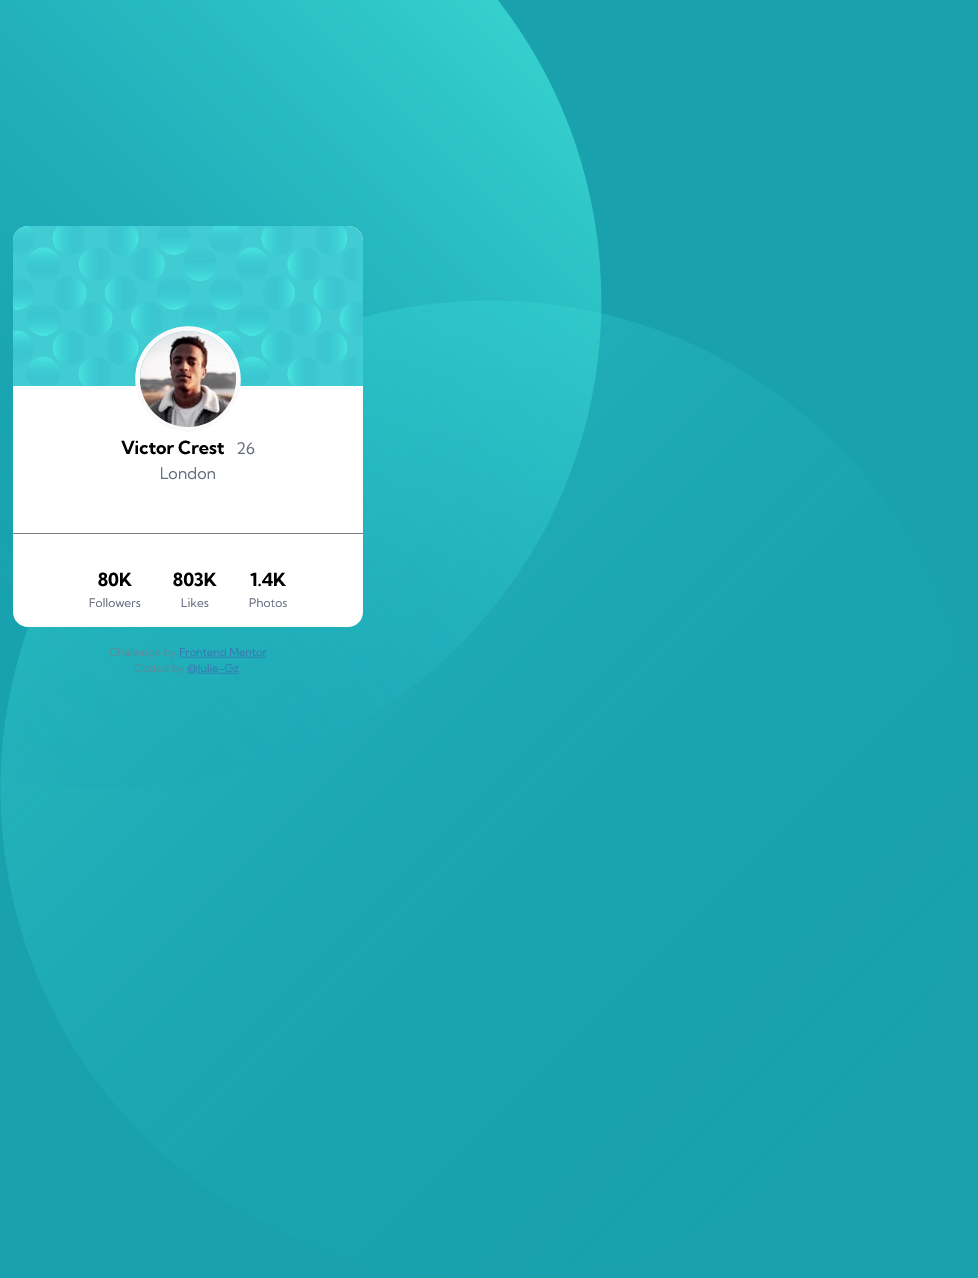 Victor Crest 26
London
80K 803K 1.4K
Followers Likes Photos
Challenge by Frontend Mentor
Coded by @Julie-Gz